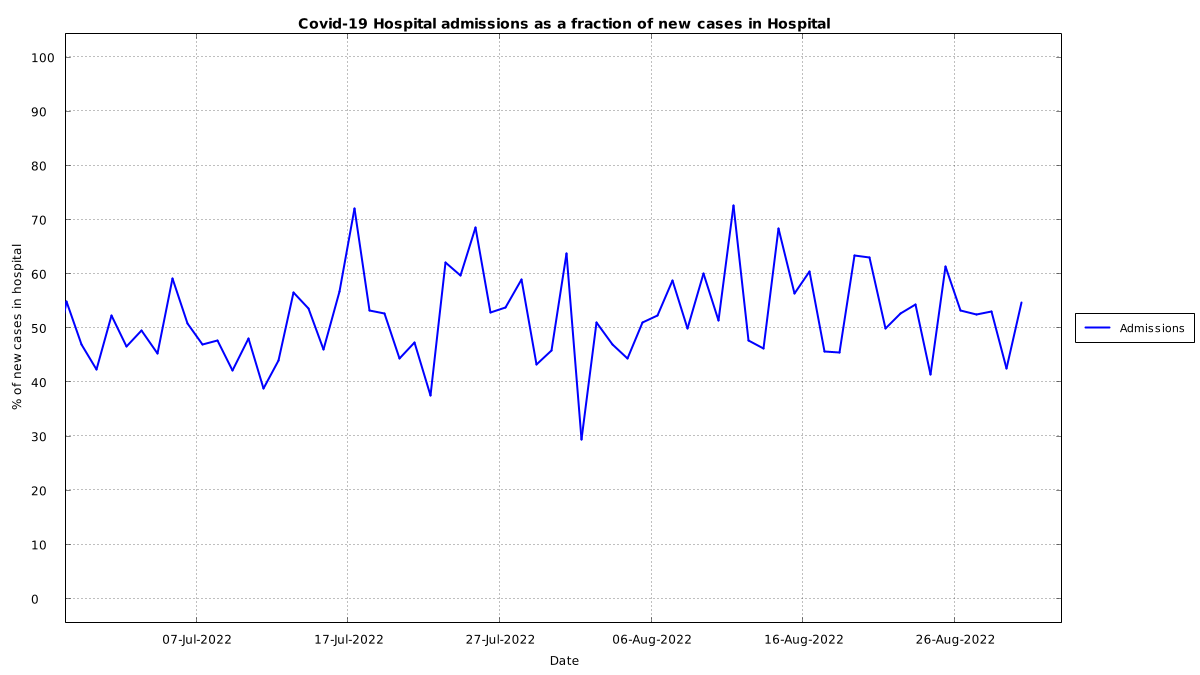 Covid-19 Hospital admissions as a fraction of new cases in Hospital
100
90
80
70
60
50
40
30
20
10
0
% of new cases in hospital
07-Jul-2022
17-Jul-2022
27-Jul-2022
06-Aug-2022
16-Aug-2022
26-Aug-2022
Date
Admissions